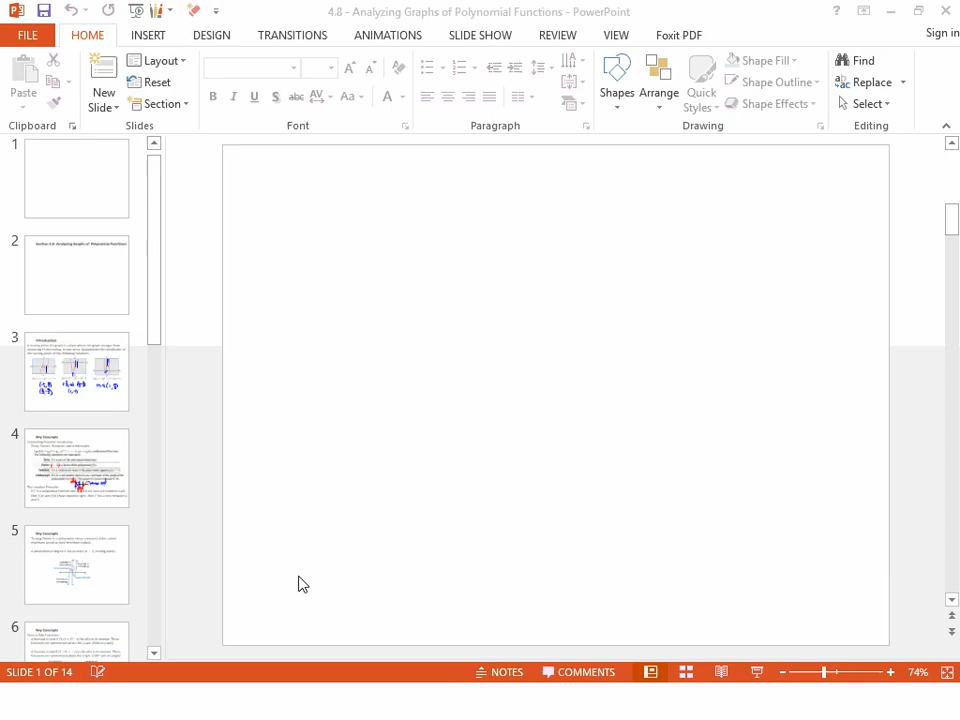 4.8 - Analyzing Graphs of Polynomial Functions - PowerPoint
FILE HOME INSERT DESIGN TRANSITIONS ANIMATIONS SLIDE SHOW REVIEW VIEW Foxit PDF Sign in
Paste
New Slide
Layout
Reset
Section
B I U S abc AV Aa A
Shapes Arrange Quick Styles
Shape Fill
Shape Outline
Shape Effects
Find
Replace
Select
Clipboard Slides Font Paragraph Drawing Editing
1
2
Section 4.8: Analyzing Graphs of Polynomial Functions
3
Introduction
4
Key Concepts
5
Key Concepts
6
Key Concepts
SLIDE 1 OF 14 NOTES COMMENTS 74%